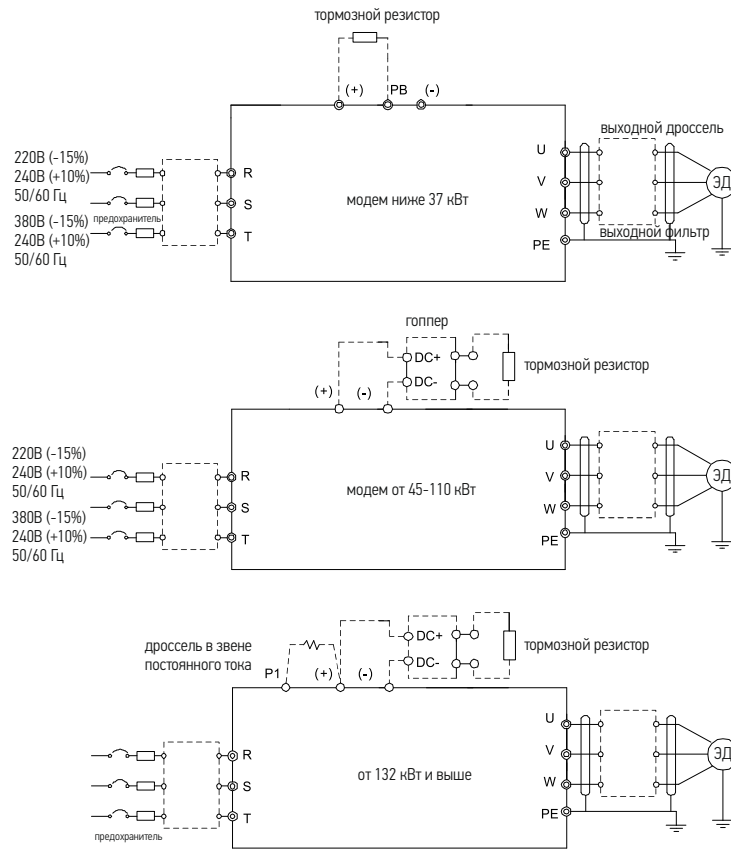 тормозной резистор
(+) PB (-)
220В (-15%)
240В (+10%)
50/60 Гц
380В (-15%)
240В (+10%)
50/60 Гц
предохранитель
R
S
T
модем ниже 37 кВт
U
V
W
PE
выходной дроссель
выходной фильтр
ЭД
гоппер
DC+
DC-
тормозной резистор
(+) (-)
220В (-15%)
240В (+10%)
50/60 Гц
380В (-15%)
240В (+10%)
50/60 Гц
R
S
T
модем от 45-110 кВт
U
V
W
PE
ЭД
дроссель в звене
постоянного тока
DC+
DC-
тормозной резистор
P1 (+) (-)
R
S
T
предохранитель
от 132 кВт и выше
U
V
W
PE
ЭД